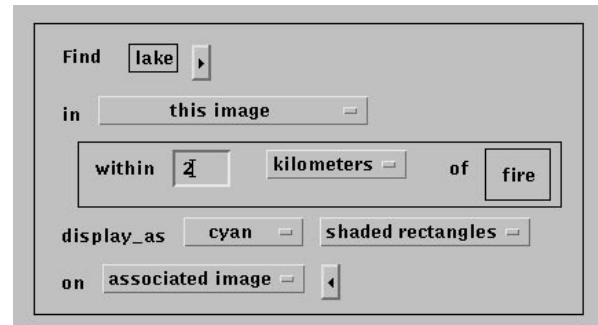 Find lake
in this image
within 2 kilometers of fire
display_as cyan shaded rectangles
on associated image